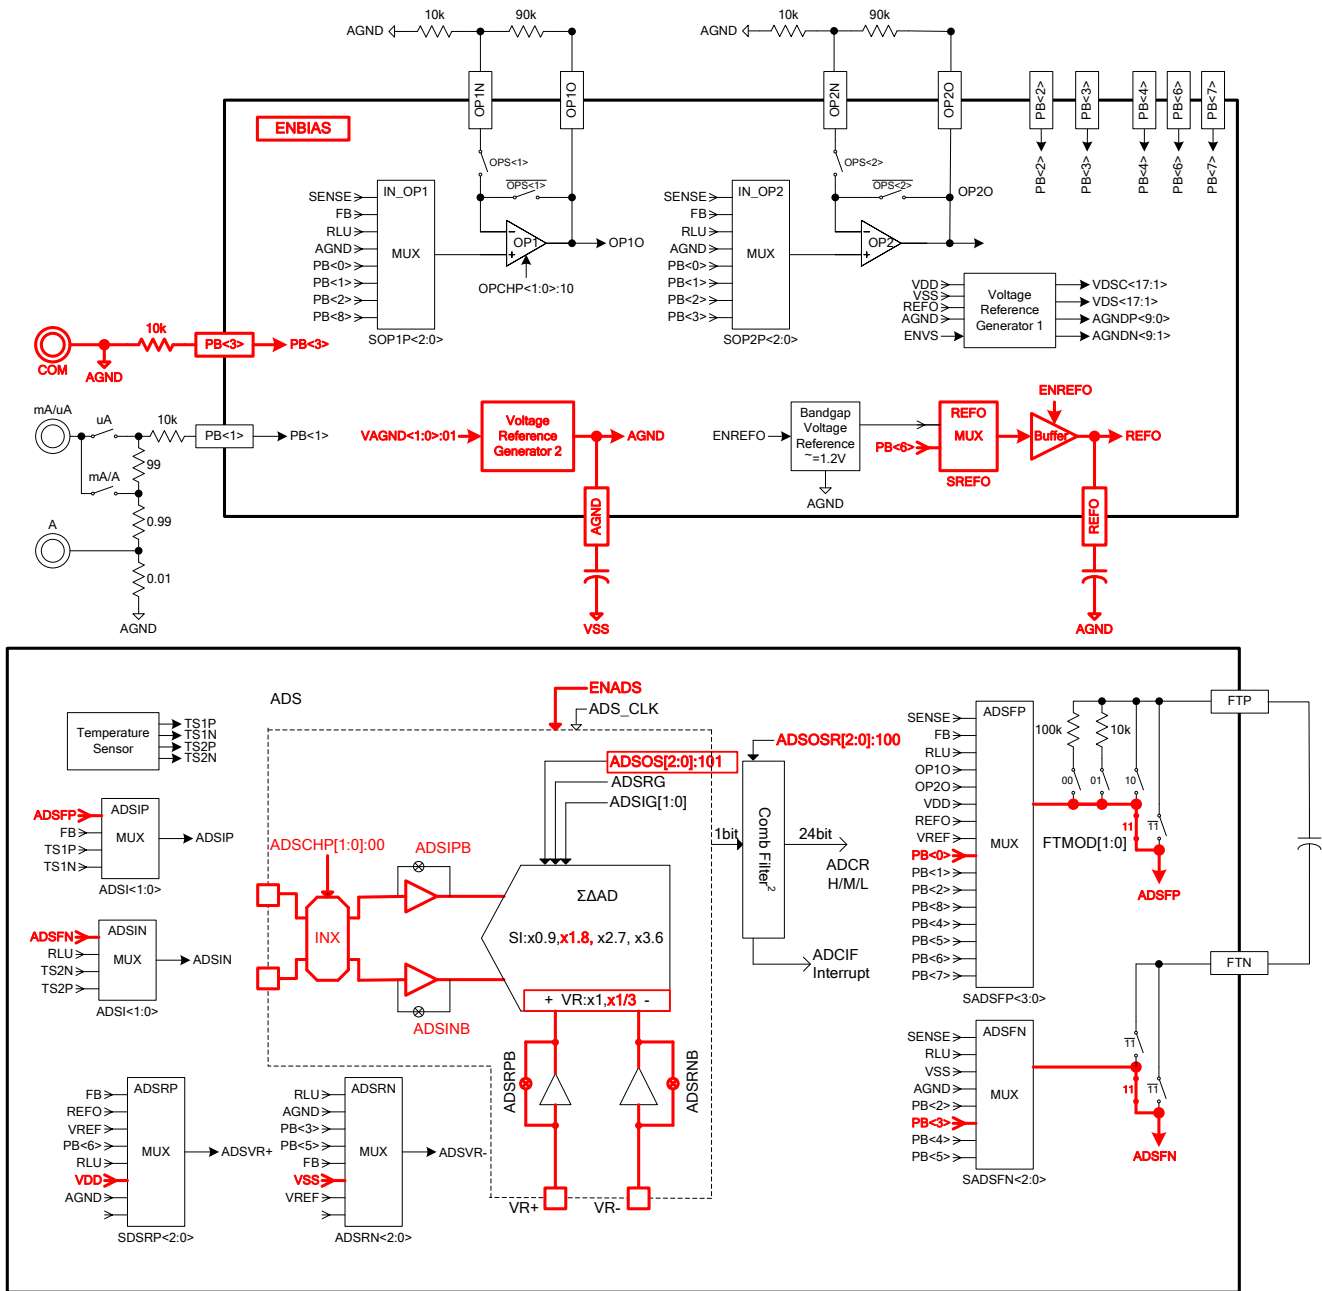 AGND
10k
90k
AGND
10k
90k
OP1N
OP1O
OP2N
OP2O
PB<2>
PB<3>
PB<4>
PB<6>
PB<7>
ENBIAS
OPS<1>
OPS<1>
OPS<2>
OPS<2>
OP2O
PB<2>
PB<3>
PB<4>
PB<6>
PB<7>
SENSE
FB
RLU
AGND
PB<0>
PB<1>
PB<2>
PB<8>
IN_OP1
MUX
SOP1P<2:0>
OP1
OP1O
OPCHP<1:0>:10
SENSE
FB
RLU
AGND
PB<0>
PB<1>
PB<2>
PB<3>
IN_OP2
MUX
SOP2P<2:0>
OP2
VDD
VSS
REFO
AGND
ENVS
Voltage
Reference
Generator 1
VDSC<17:1>
VDS<17:1>
AGNDP<9:0>
AGNDN<9:1>
COM
AGND
10k
PB<3>
PB<3>
mA/uA
uA
10k
PB<1>
PB<1>
99
mA/A
0.99
A
0.01
AGND
VAGND<1:0>:01
Voltage
Reference
Generator 2
AGND
AGND
VSS
ENREFO
Bandgap
Voltage
Reference
~=1.2V
AGND
PB<6>
REFO
MUX
SREFO
ENREFO
Buffer
REFO
REFO
AGND
Temperature
Sensor
TS1P
TS1N
TS2P
TS2N
ADS
ENADS
ADS_CLK
ADSOS[2:0]:101
ADSRG
ADSIG[1:0]
ADSOSR[2:0]:100
ADSFP
FB
TS1P
TS1N
ADSIP
MUX
ADSI<1:0>
ADSIP
ADSFN
RLU
TS2N
TS2P
ADSIN
MUX
ADSI<1:0>
ADSIN
ADSCHP[1:0]:00
INX
ADSIPB
ADSINB
ΣΔAD
SI:x0.9,x1.8, x2.7, x3.6
+ VR:x1,x1/3 -
ADSRPB
ADSRNB
VR+
VR-
1bit
Comb Filter2
24bit
ADCR
H/M/L
ADCIF
Interrupt
FB
REFO
VREF
PB<6>
RLU
VDD
AGND
ADSRP
MUX
SDSRP<2:0>
ADSVR+
RLU
AGND
PB<3>
PB<5>
FB
VSS
VREF
ADSRN
MUX
ADSRN<2:0>
ADSVR-
SENSE
FB
RLU
OP1O
OP2O
VDD
REFO
VREF
PB<0>
PB<1>
PB<2>
PB<8>
PB<4>
PB<5>
PB<6>
PB<7>
ADSFP
MUX
SADSFP<3:0>
100k
10k
00
01
10
11
11
FTMOD[1:0]
ADSFP
FTP
FTN
SENSE
RLU
VSS
AGND
PB<2>
PB<3>
PB<4>
PB<5>
ADSFN
MUX
SADSFN<2:0>
11
11
11
ADSFN